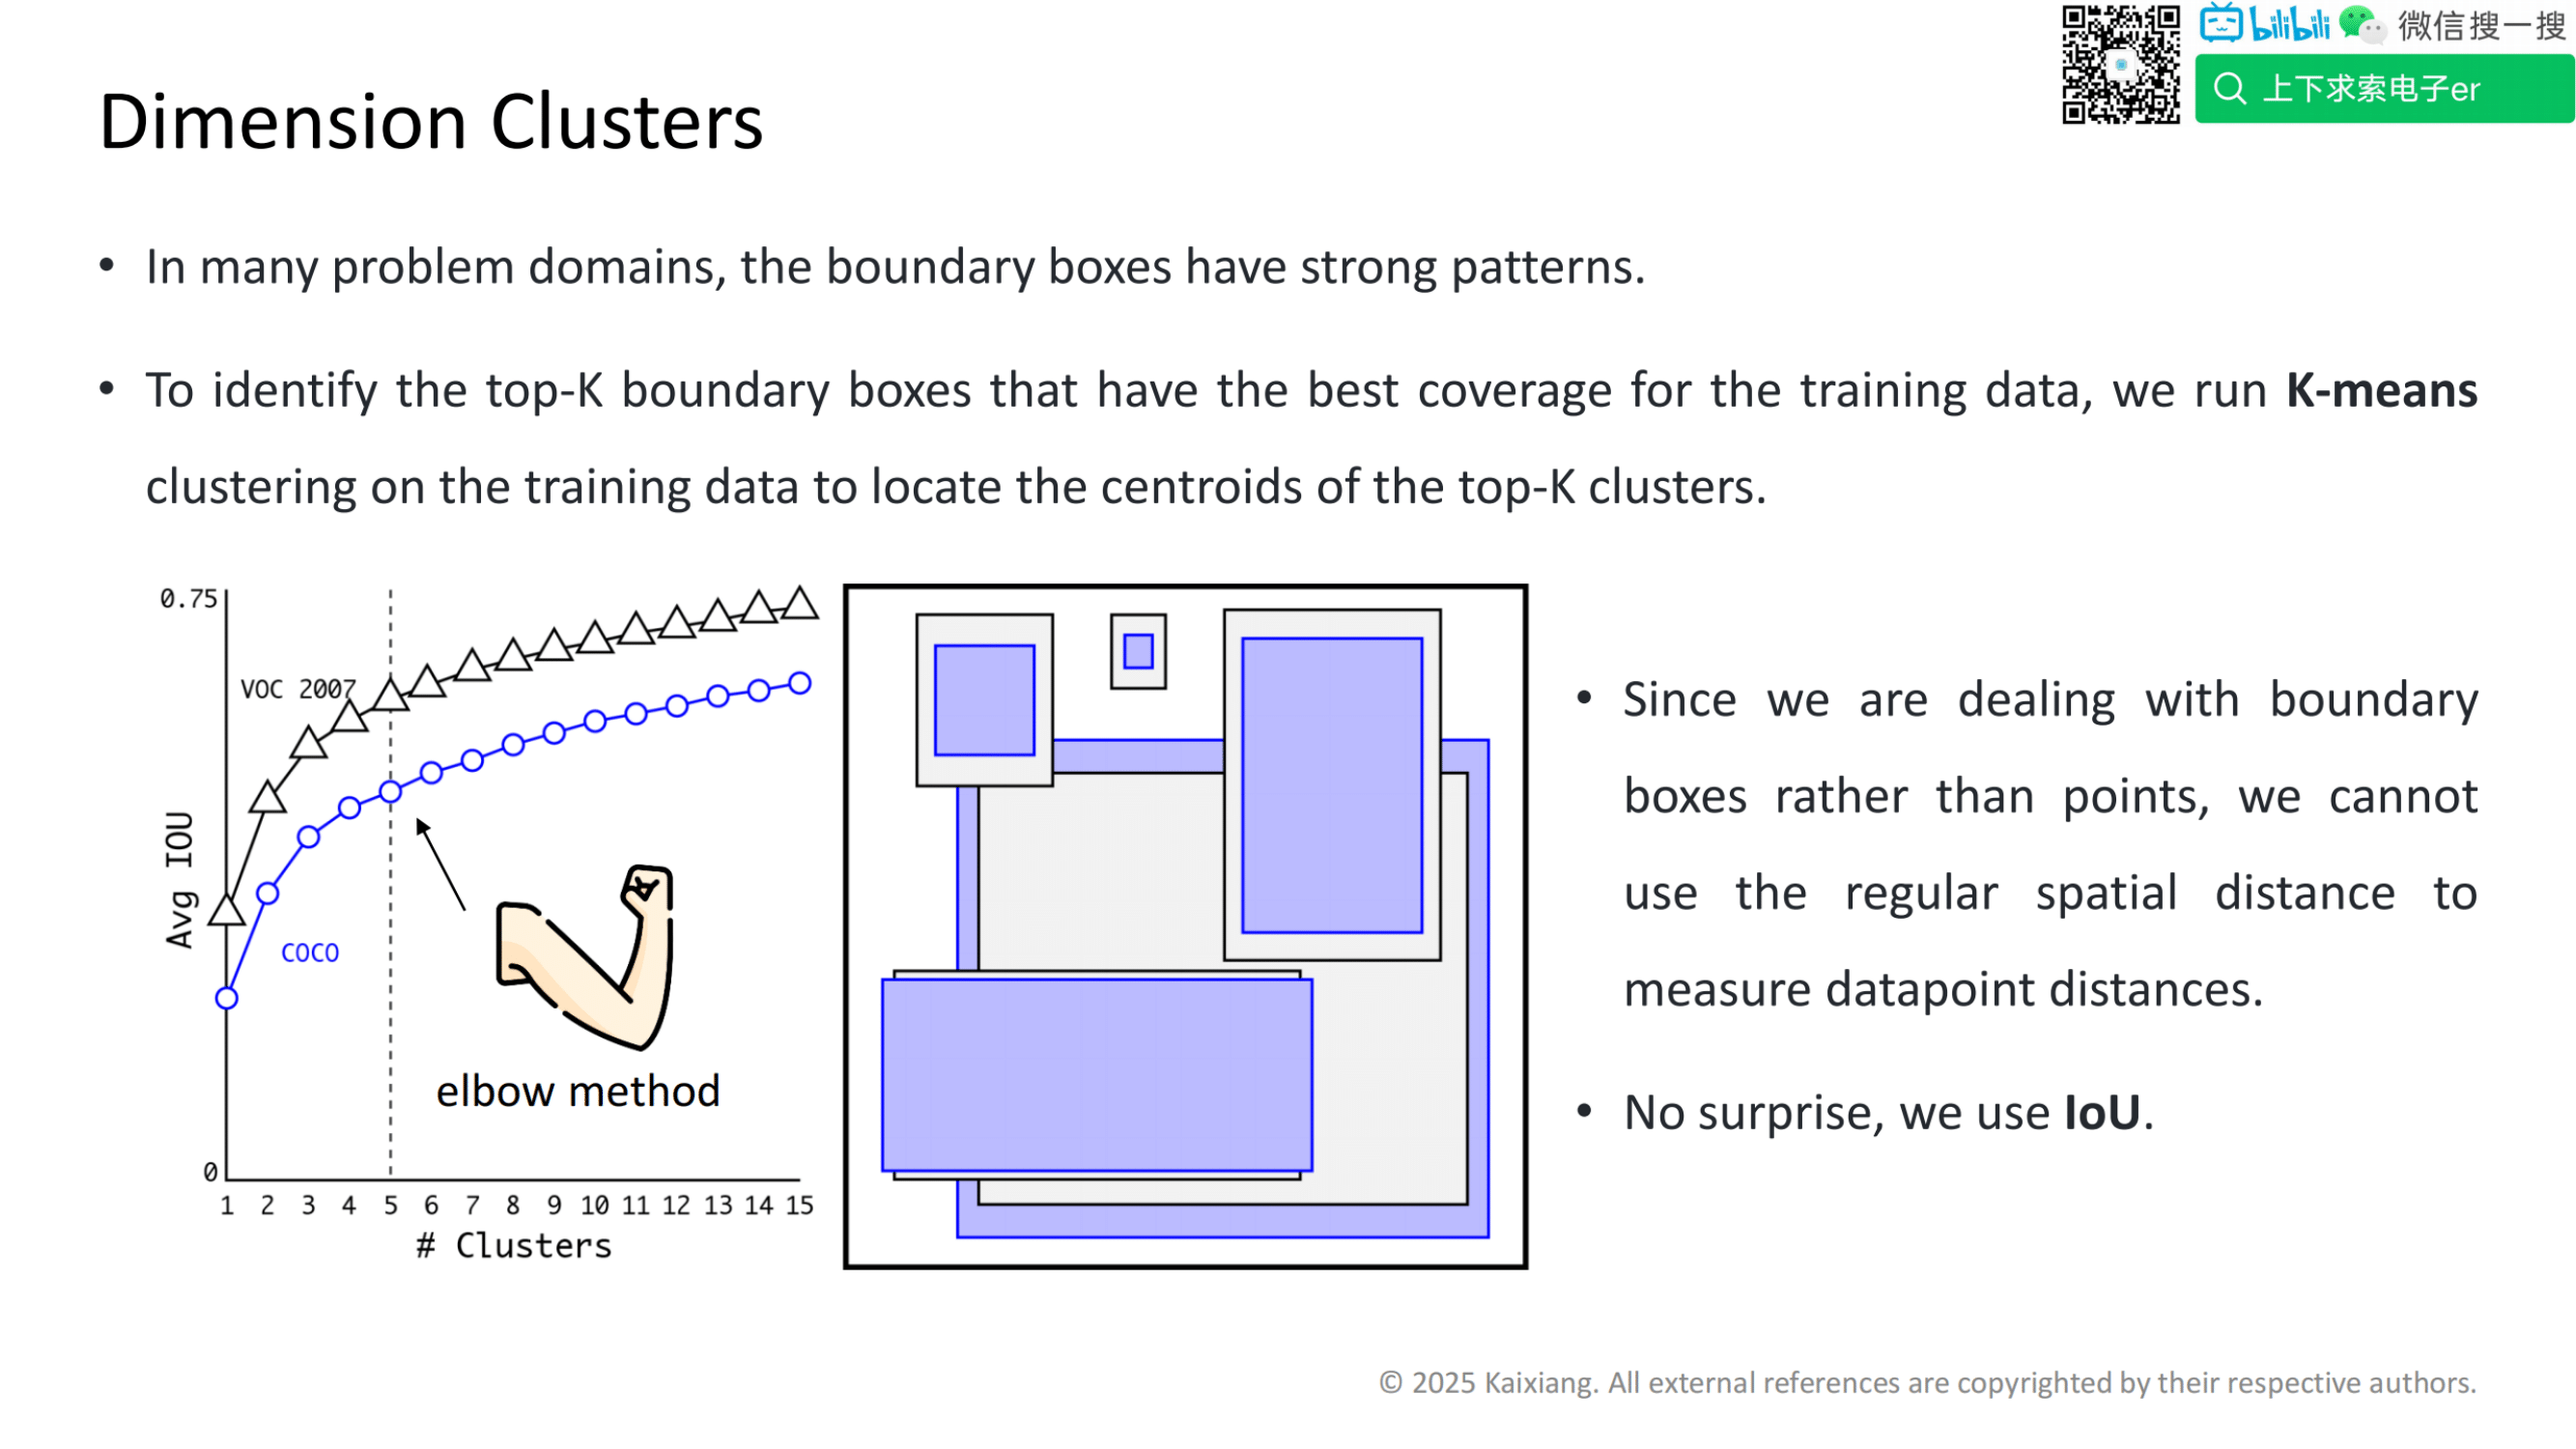 bilibili 微信搜一搜
上下求索电子er
Dimension Clusters
• In many problem domains, the boundary boxes have strong patterns.
• To identify the top-K boundary boxes that have the best coverage for the training data, we run K-means
clustering on the training data to locate the centroids of the top-K clusters.
0.75
VOC 2007
Avg IOU
COCO
elbow method
0
1 2 3 4 5 6 7 8 9 10 11 12 13 14 15
# Clusters
• Since we are dealing with boundary
boxes rather than points, we cannot
use the regular spatial distance to
measure datapoint distances.
• No surprise, we use IoU.
© 2025 Kaixiang. All external references are copyrighted by their respective authors.